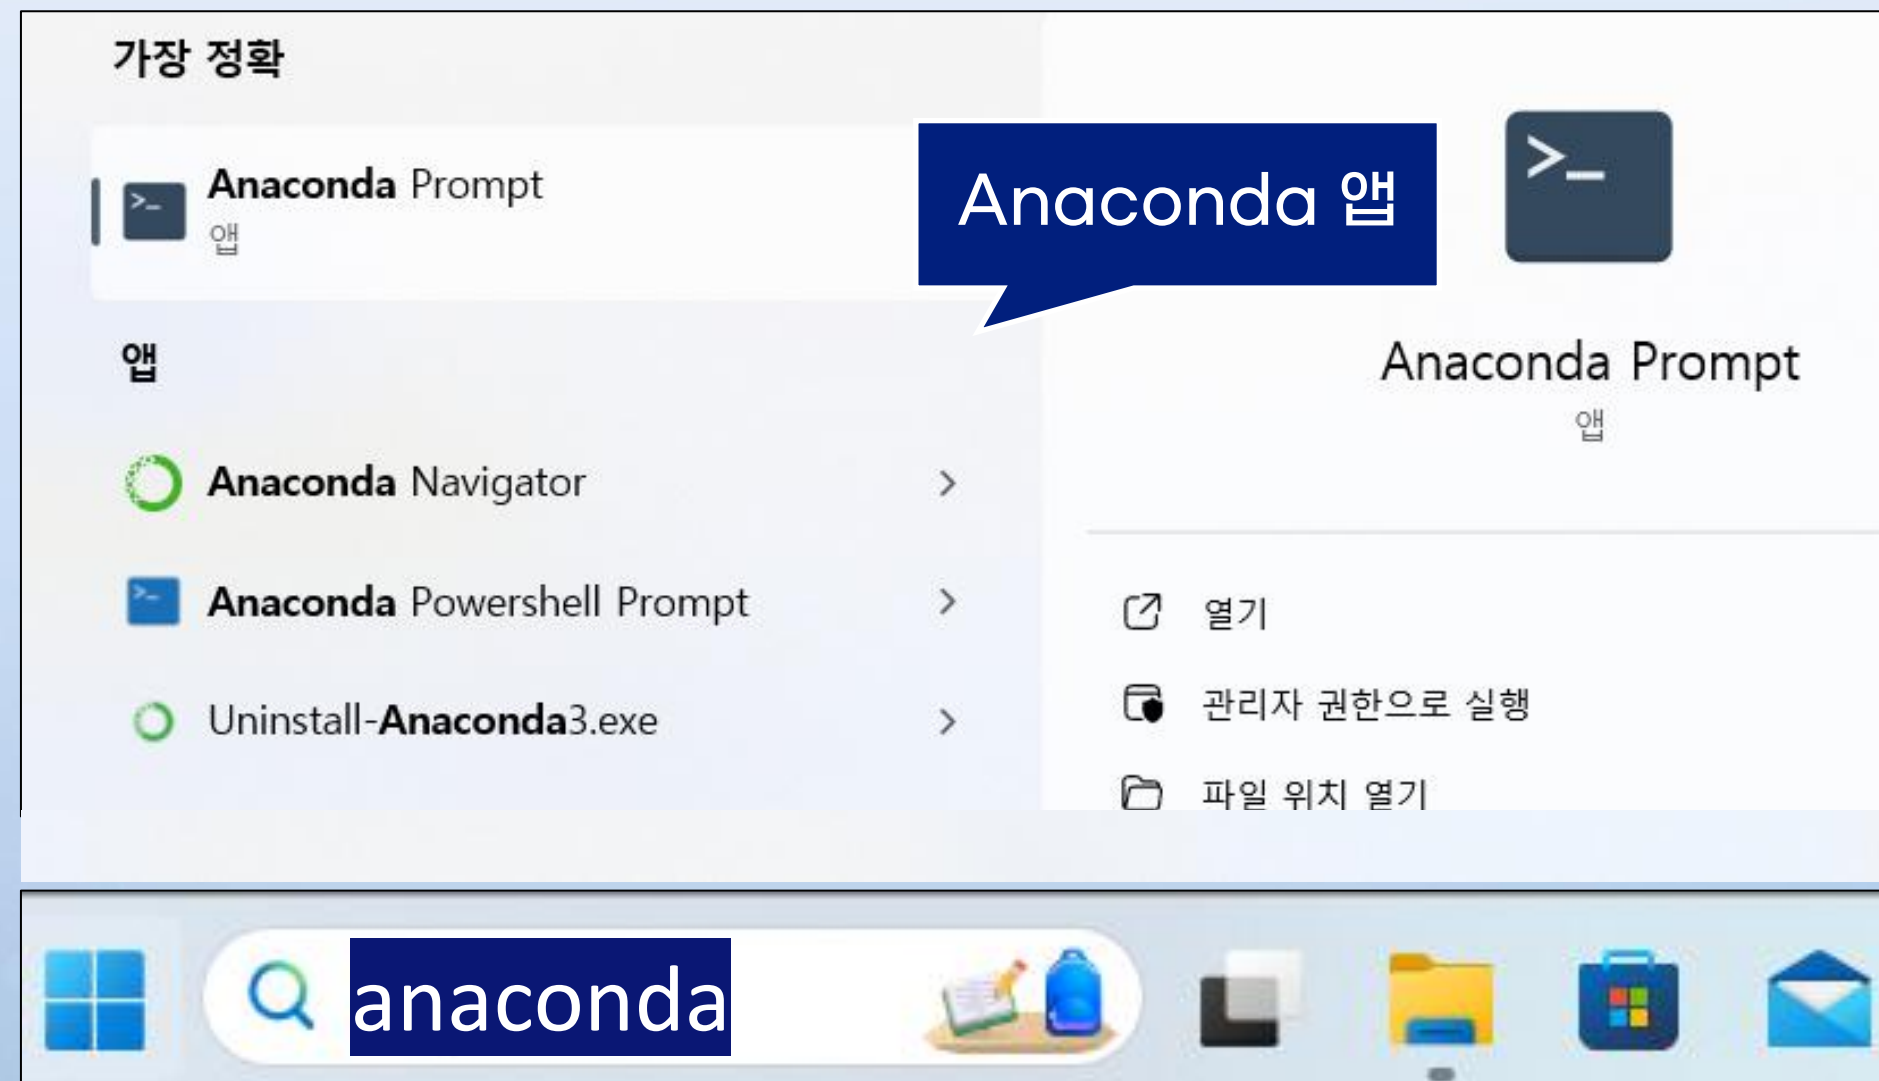 가장 정확
Anaconda Prompt
앱
앱
Anaconda Navigator
Anaconda Powershell Prompt
Uninstall-Anaconda3.exe
Anaconda 앱
Anaconda Prompt
앱
열기
관리자 권한으로 실행
파일 위치 열기
anaconda